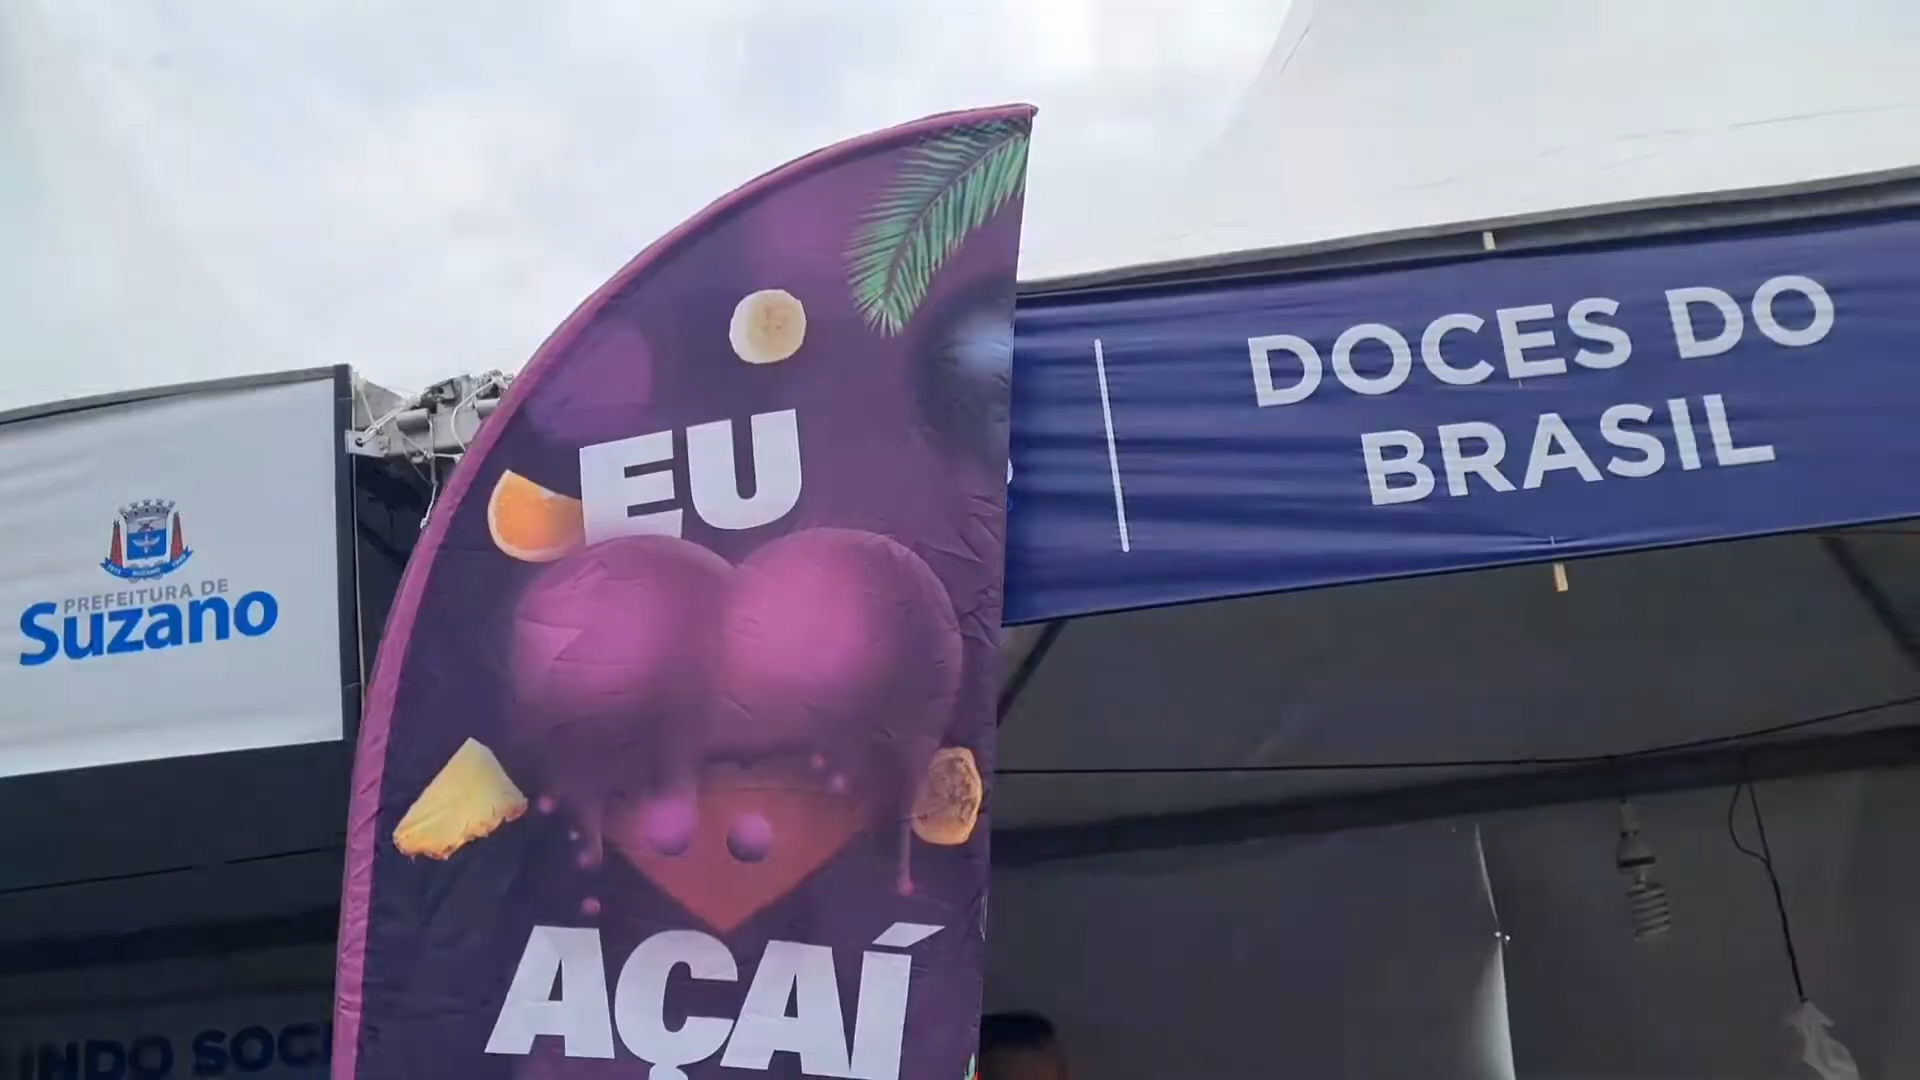 PREFEITURA DE
Suzano
EU
AÇAÍ
DOCES DO
BRASIL